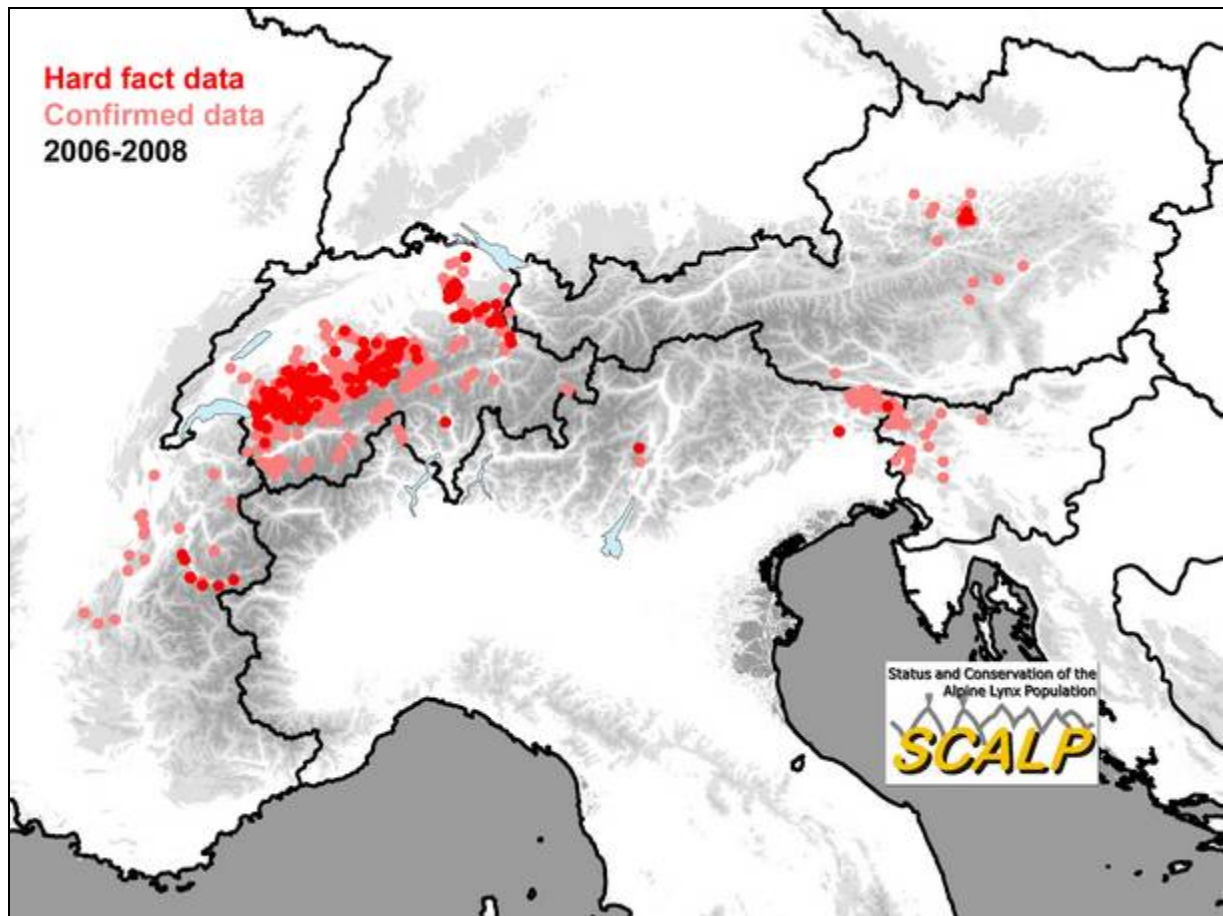 Hard fact data
Confirmed data
2006-2008
Status and Conservation of the
Alpine Lynx Population
SCALP